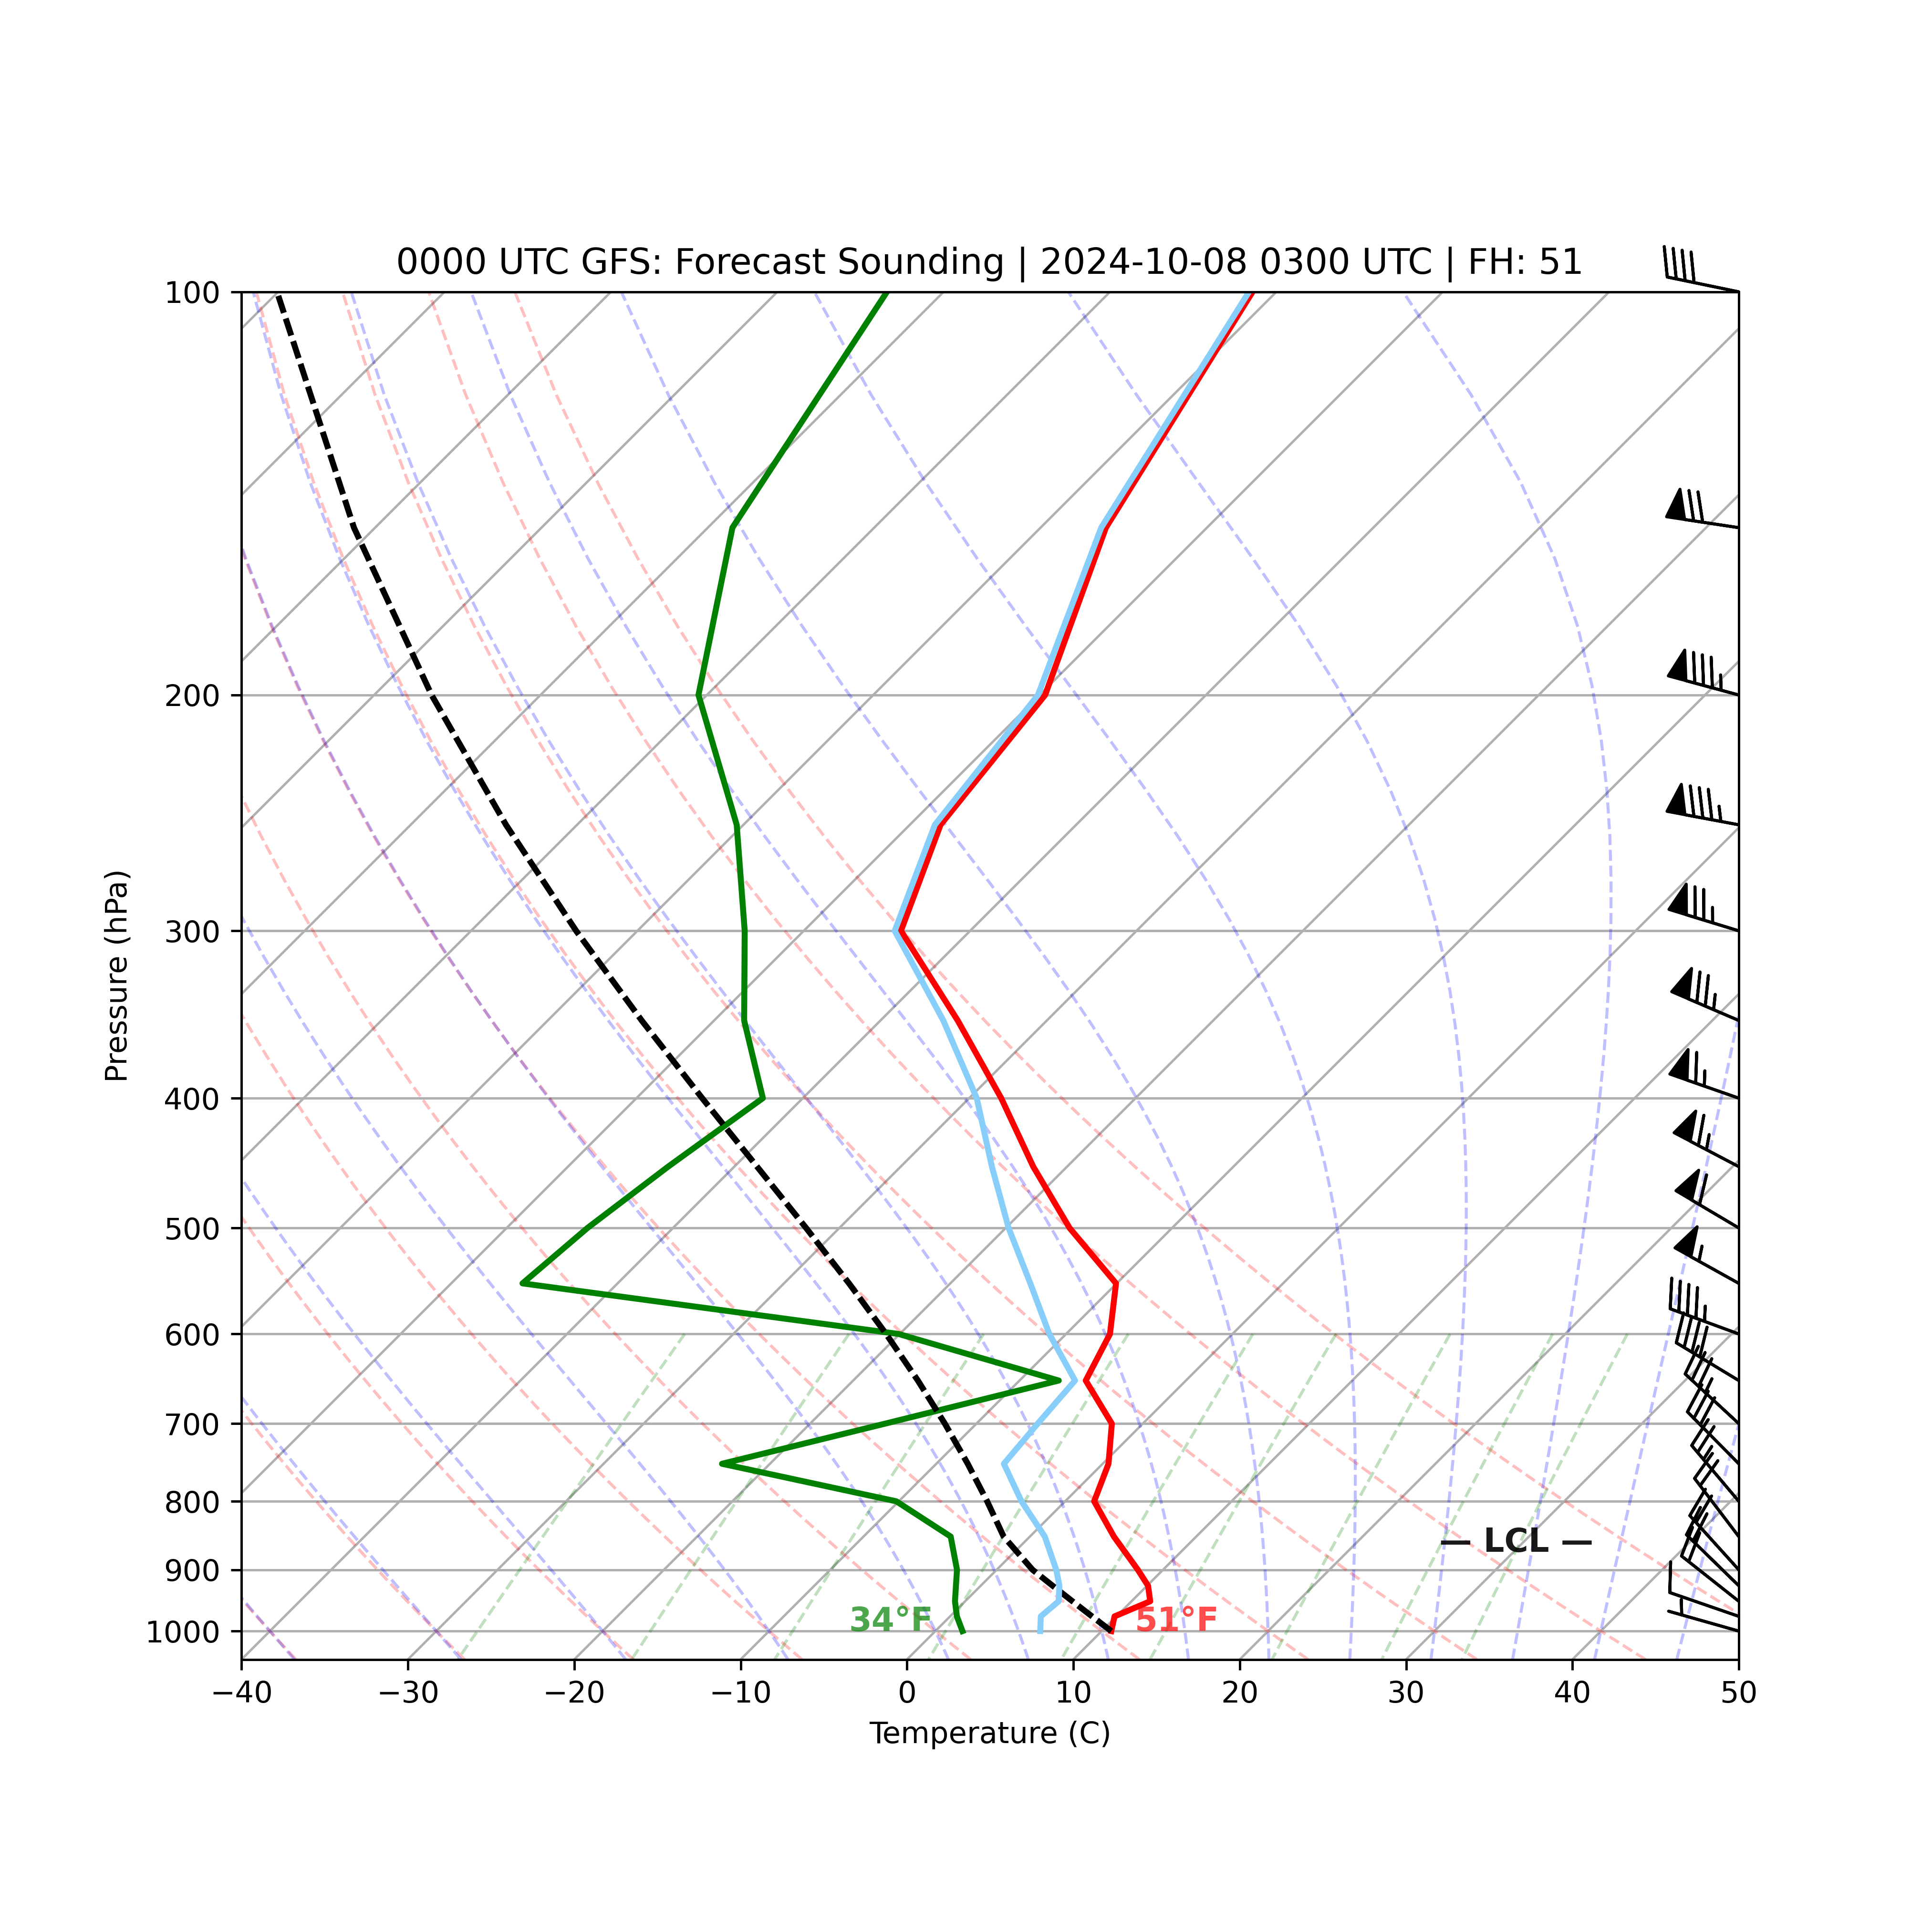 0000 UTC GFS: Forecast Sounding | 2024-10-08 0300 UTC | FH: 51
100
200
300
400
500
600
700
800
900
1000
Pressure (hPa)
— LCL —
34°F
51°F
−40 −30 −20 −10 0 10 20 30 40 50
Temperature (C)